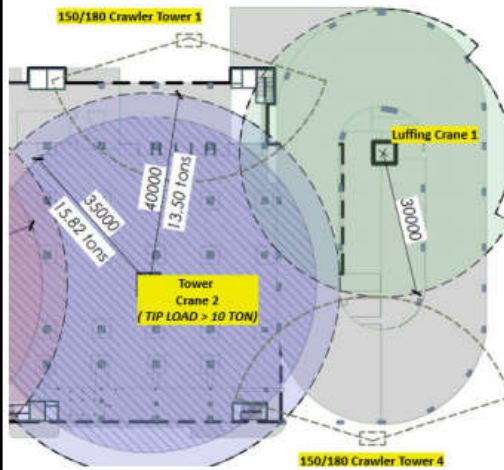 150/180 Crawler Tower 1
Luffing Crane 1
40000
13.50 tons
35000
15.82 tons
30000
Tower
Crane 2
( TIP LOAD > 10 TON)
150/180 Crawler Tower 4